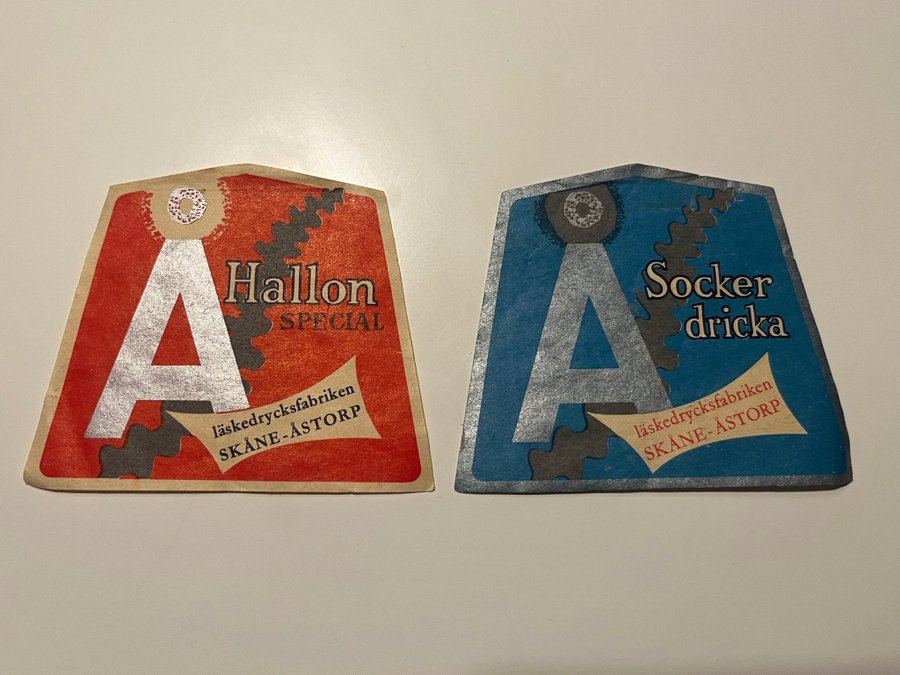 Å
Hallon
SPECIAL
läskedrycksfabriken
SKÅNE-ÅSTORP
Å
Socker
dricka
läskedrycksfabriken
SKÅNE-ÅSTORP